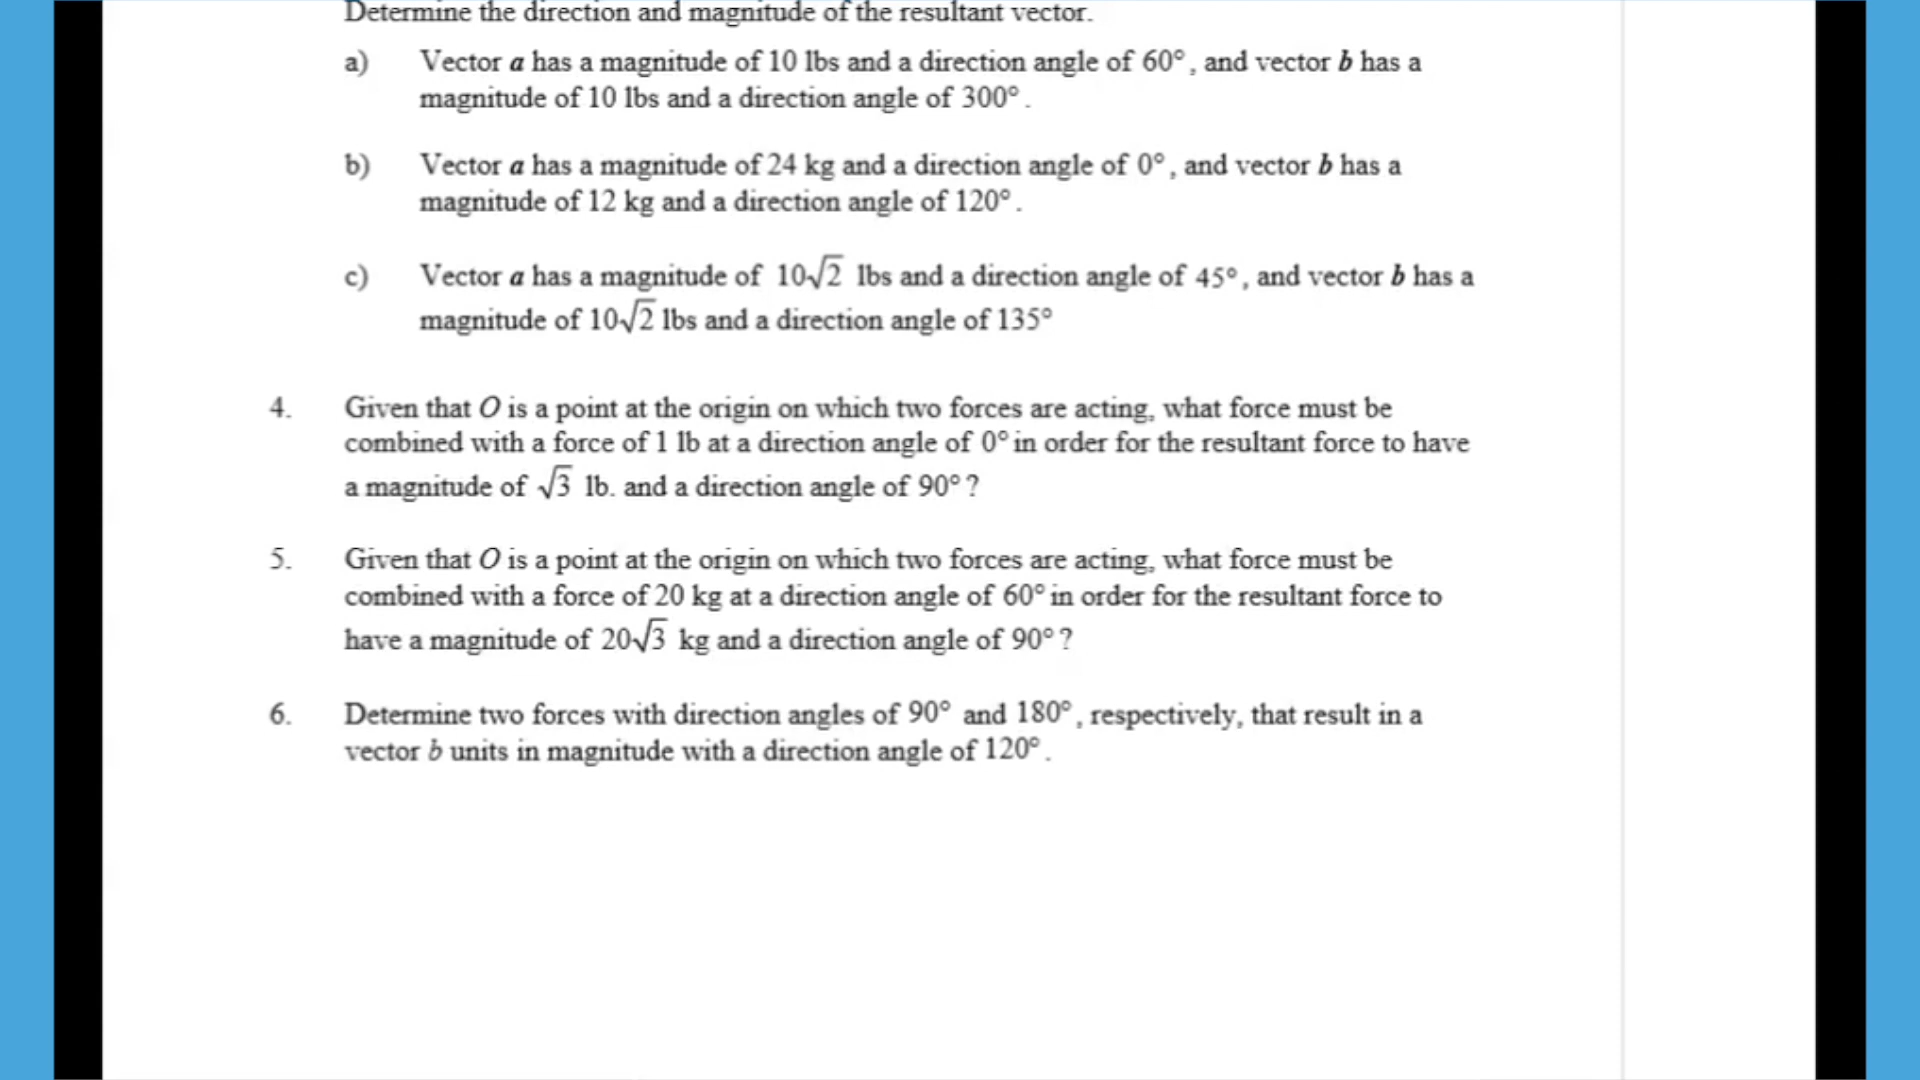 Determine the direction and magnitude of the resultant vector.
a) Vector a has a magnitude of 10 lbs and a direction angle of 60°, and vector b has a
magnitude of 10 lbs and a direction angle of 300°.
b) Vector a has a magnitude of 24 kg and a direction angle of 0°, and vector b has a
magnitude of 12 kg and a direction angle of 120°.
c) Vector a has a magnitude of 10√2 lbs and a direction angle of 45°, and vector b has a
magnitude of 10√2 lbs and a direction angle of 135°
4. Given that O is a point at the origin on which two forces are acting, what force must be
combined with a force of 1 lb at a direction angle of 0° in order for the resultant force to have
a magnitude of √3 lb. and a direction angle of 90°?
5. Given that O is a point at the origin on which two forces are acting, what force must be
combined with a force of 20 kg at a direction angle of 60° in order for the resultant force to
have a magnitude of 20√3 kg and a direction angle of 90°?
6. Determine two forces with direction angles of 90° and 180°, respectively, that result in a
vector b units in magnitude with a direction angle of 120°.